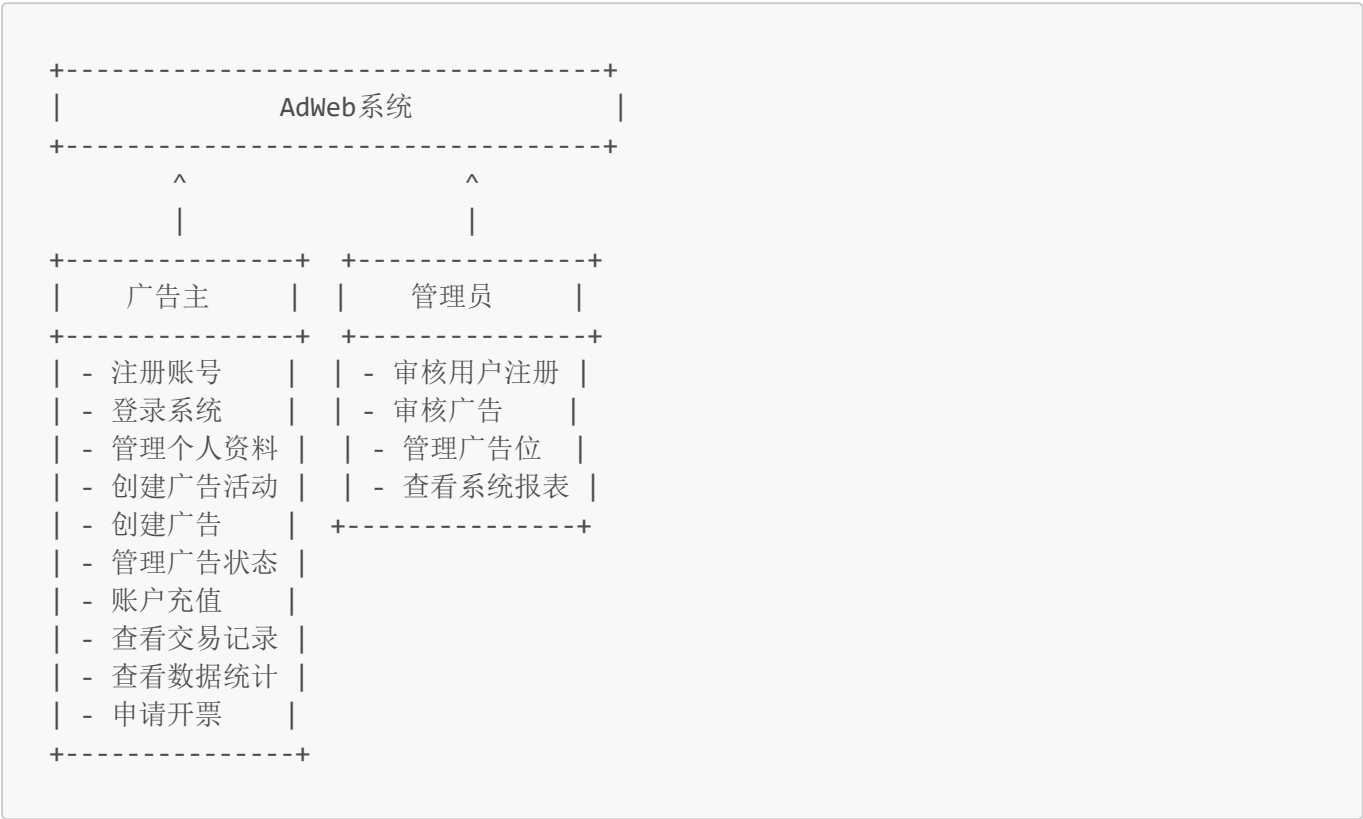 +-----------------------------------+
|              AdWeb系统             |
+-----------------------------------+
        ^                  ^
        |                  |
+---------------+  +---------------+
|    广告主     |  |    管理员     |
+---------------+  +---------------+
| - 注册账号    |  | - 审核用户注册 |
| - 登录系统    |  | - 审核广告    |
| - 管理个人资料 |  | - 管理广告位  |
| - 创建广告活动 |  | - 查看系统报表 |
| - 创建广告    |  +---------------+
| - 管理广告状态 |
| - 账户充值    |
| - 查看交易记录 |
| - 查看数据统计 |
| - 申请开票    |
+---------------+